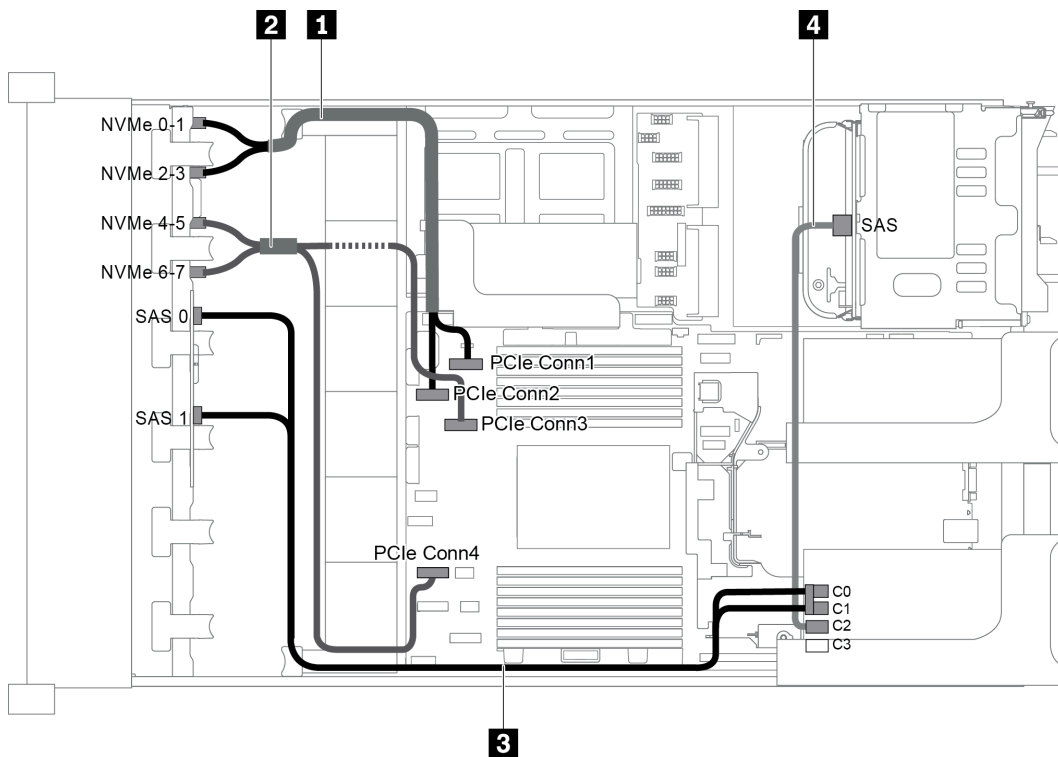 2
1
4
NVMe 0-1
NVMe 2-3
NVMe 4-5
NVMe 6-7
SAS
SAS 0
SAS 1
PCIe Conn1
PCIe Conn2
PCIe Conn3
PCIe Conn4
C0
C1
C2
C3
3